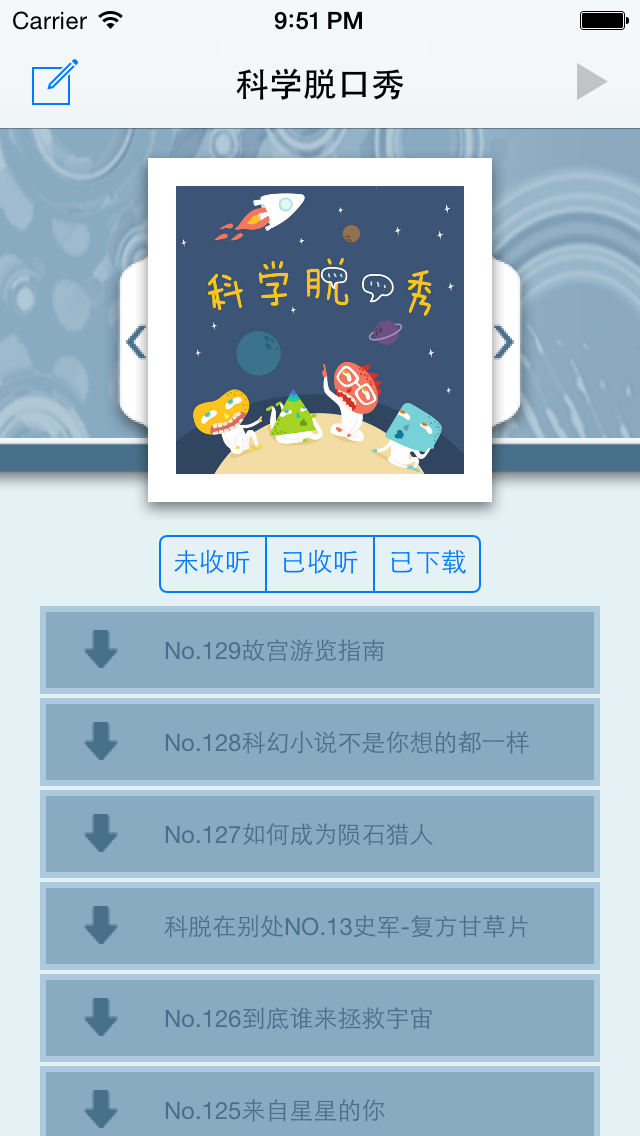 Carrier 9:51 PM
科学脱口秀
科学脱口秀
未收听 已收听 已下载
No.129故宫游览指南
No.128科幻小说不是你想的都一样
No.127如何成为陨石猎人
科脱在别处NO.13史军-复方甘草片
No.126到底谁来拯救宇宙
No.125来自星星的你